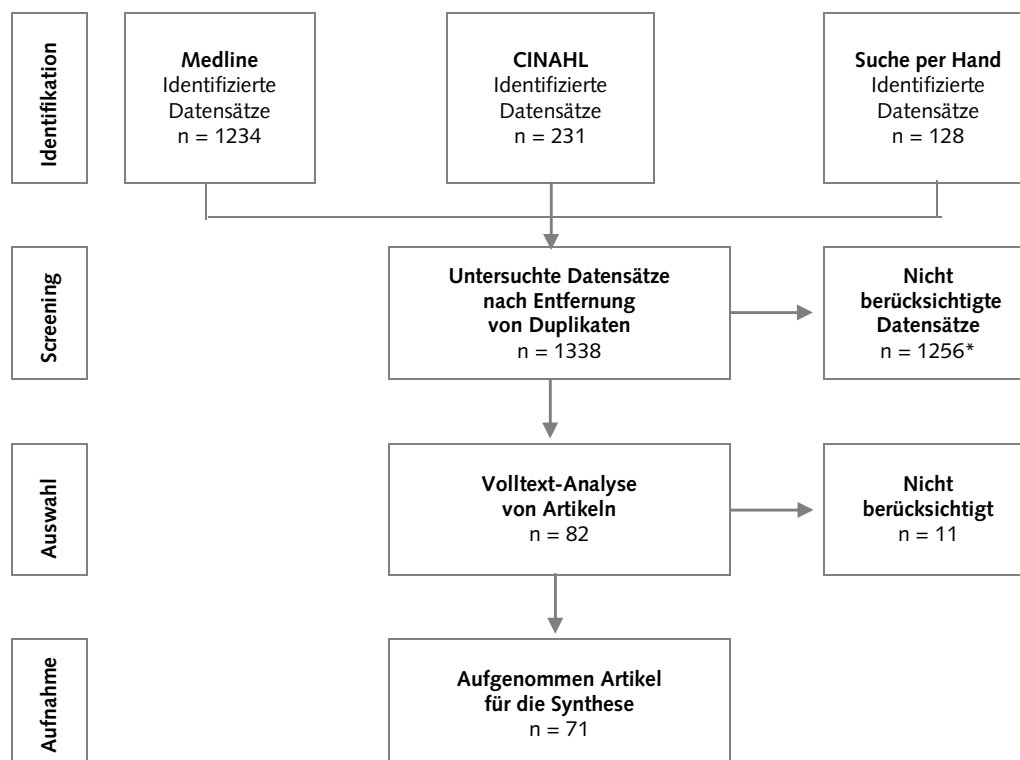 Identifikation
Medline
Identifizierte
Datensätze
n = 1234
CINAHL
Identifizierte
Datensätze
n = 231
Suche per Hand
Identifizierte
Datensätze
n = 128
Screening
Untersuchte Datensätze
nach Entfernung
von Duplikaten
n = 1338
Nicht
berücksichtigte
Datensätze
n = 1256*
Auswahl
Volltext-Analyse
von Artikeln
n = 82
Nicht
berücksichtigt
n = 11
Aufnahme
Aufgenommen Artikel
für die Synthese
n = 71